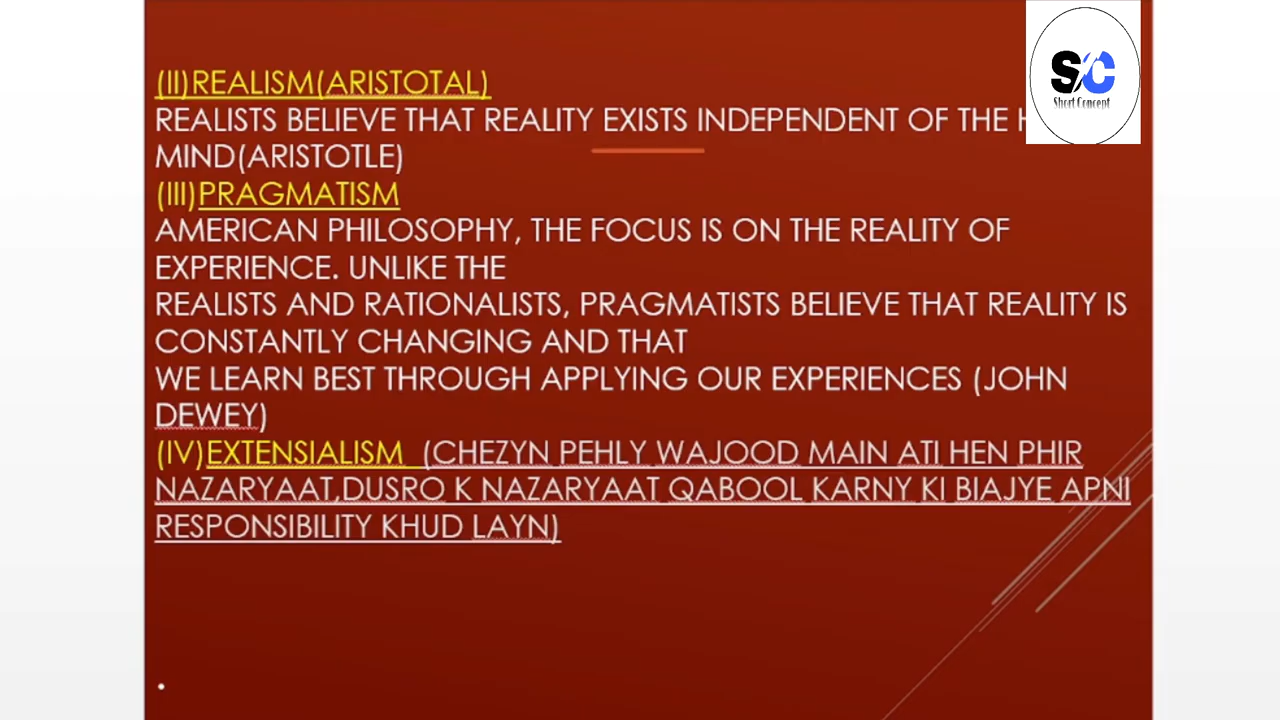 (II)REALISM(ARISTOTAL)
REALISTS BELIEVE THAT REALITY EXISTS INDEPENDENT OF THE
MIND(ARISTOTLE)
(III)PRAGMATISM
AMERICAN PHILOSOPHY, THE FOCUS IS ON THE REALITY OF
EXPERIENCE. UNLIKE THE
REALISTS AND RATIONALISTS, PRAGMATISTS BELIEVE THAT REALITY IS
CONSTANTLY CHANGING AND THAT
WE LEARN BEST THROUGH APPLYING OUR EXPERIENCES (JOHN
DEWEY)
(IV)EXTENSIALISM (CHEZYN PEHLY WAJOOD MAIN ATI HEN PHIR
NAZARYAAT,DUSRO K NAZARYAAT QABOOL KARNY KI BIAJYE APNI
RESPONSIBILITY KHUD LAYN)
S/C
Short Concept